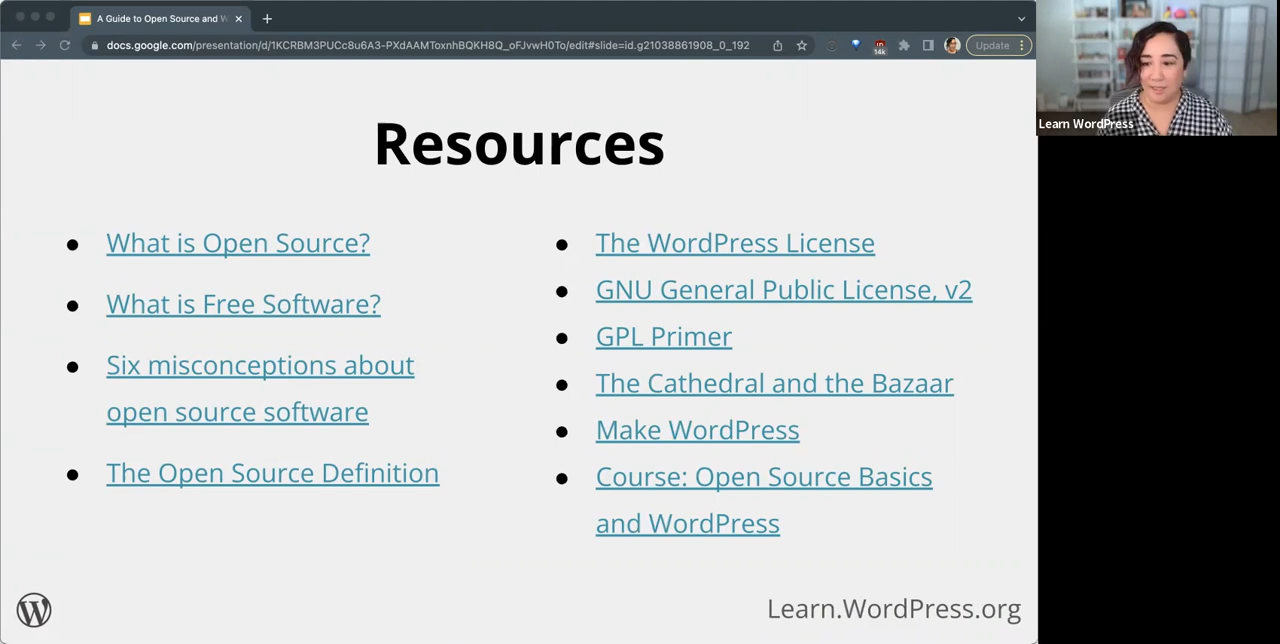 A Guide to Open Source and W
docs.google.com/presentation/d/1KCRBM3PUCc8u6A3-PXdAAMToxnhBQKH8Q_oFJvwH0To/edit#slide=id.g21038861908_0_192
14k
Update
Learn WordPress
Resources
What is Open Source?
What is Free Software?
Six misconceptions about
open source software
The Open Source Definition
The WordPress License
GNU General Public License, v2
GPL Primer
The Cathedral and the Bazaar
Make WordPress
Course: Open Source Basics
and WordPress
Learn.WordPress.org